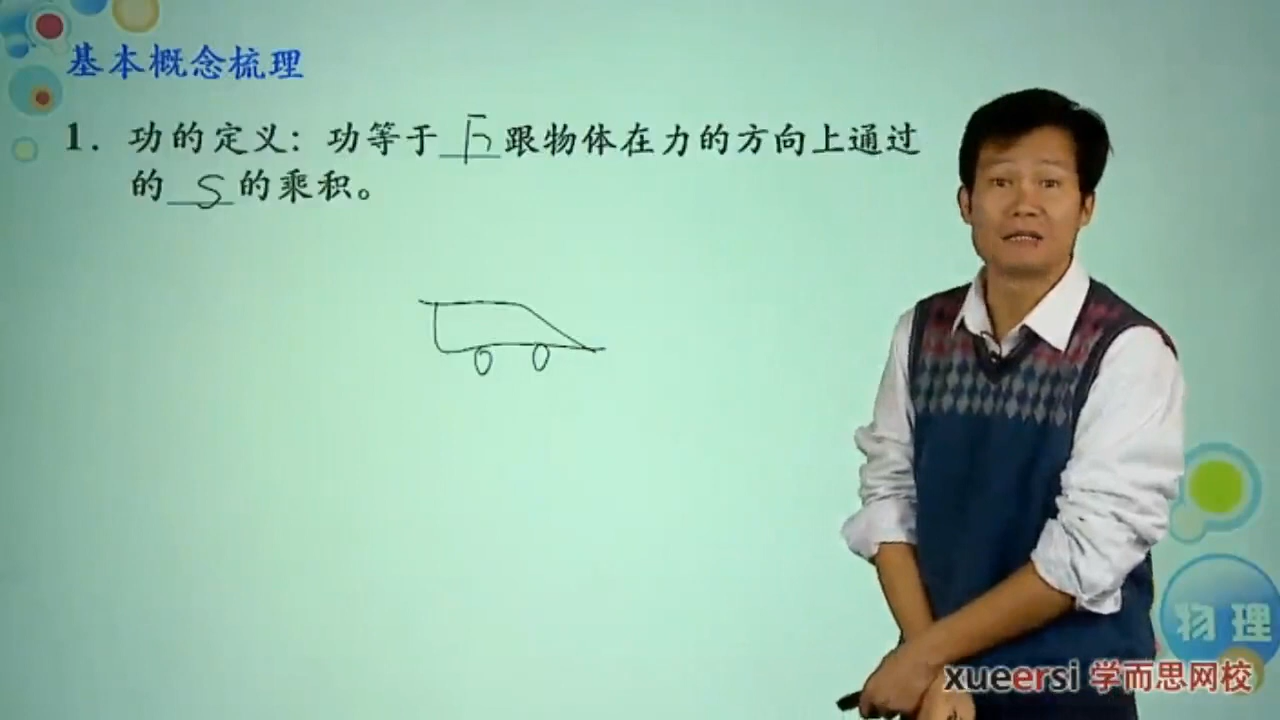 基本概念梳理
1. 功的定义：功等于 F 跟物体在力的方向上通过
的 S 的乘积。
物理
xueersi 学而思网校